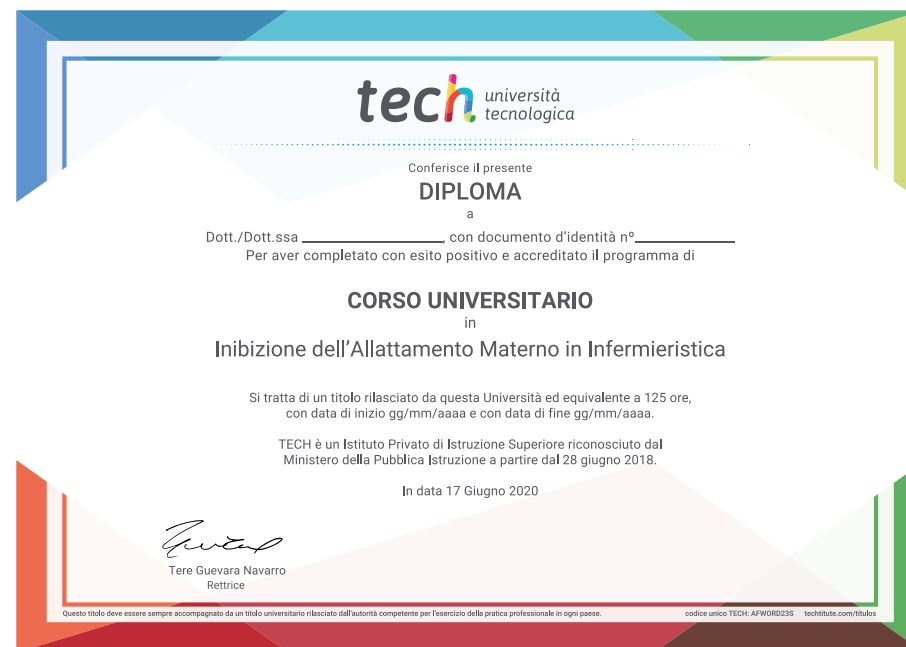 tech università
tecnologica
Conferisce il presente
DIPLOMA
a
Dott./Dott.ssa ____________________, con documento d'identità nº______________
Per aver completato con esito positivo e accreditato il programma di
CORSO UNIVERSITARIO
in
Inibizione dell'Allattamento Materno in Infermieristica
Si tratta di un titolo rilasciato da questa Università ed equivalente a 125 ore,
con data di inizio gg/mm/aaaa e con data di fine gg/mm/aaaa.
TECH è un Istituto Privato di Istruzione Superiore riconosciuto dal
Ministero della Pubblica Istruzione a partire dal 28 giugno 2018.
In data 17 Giugno 2020
Tere Guevara Navarro
Rettrice
Questo titolo deve essere sempre accompagnato da un titolo universitario rilasciato dall'autorità competente per l'esercizio della pratica professionale in ogni paese. codice unico TECH: AFWORD23S techtitute.com/títulos